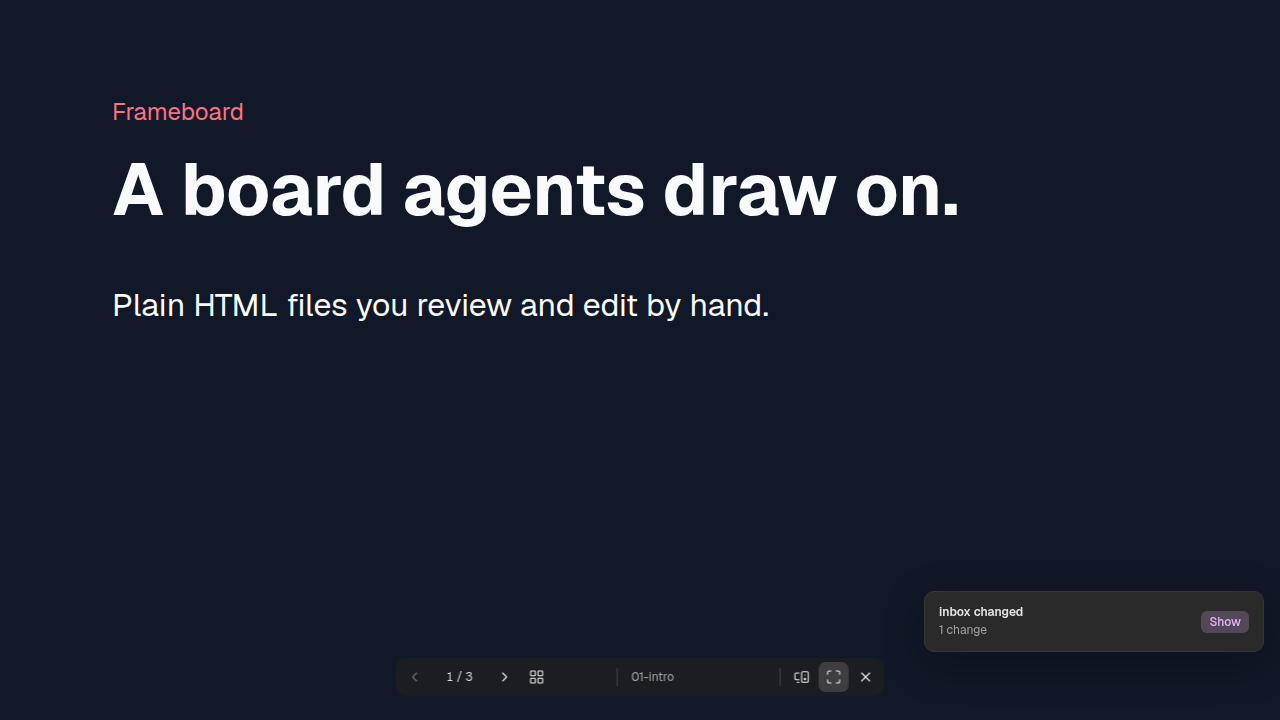 Frameboard
A board agents draw on.
Plain HTML files you review and edit by hand.
inbox changed
1 change
Show
1 / 3
01-intro